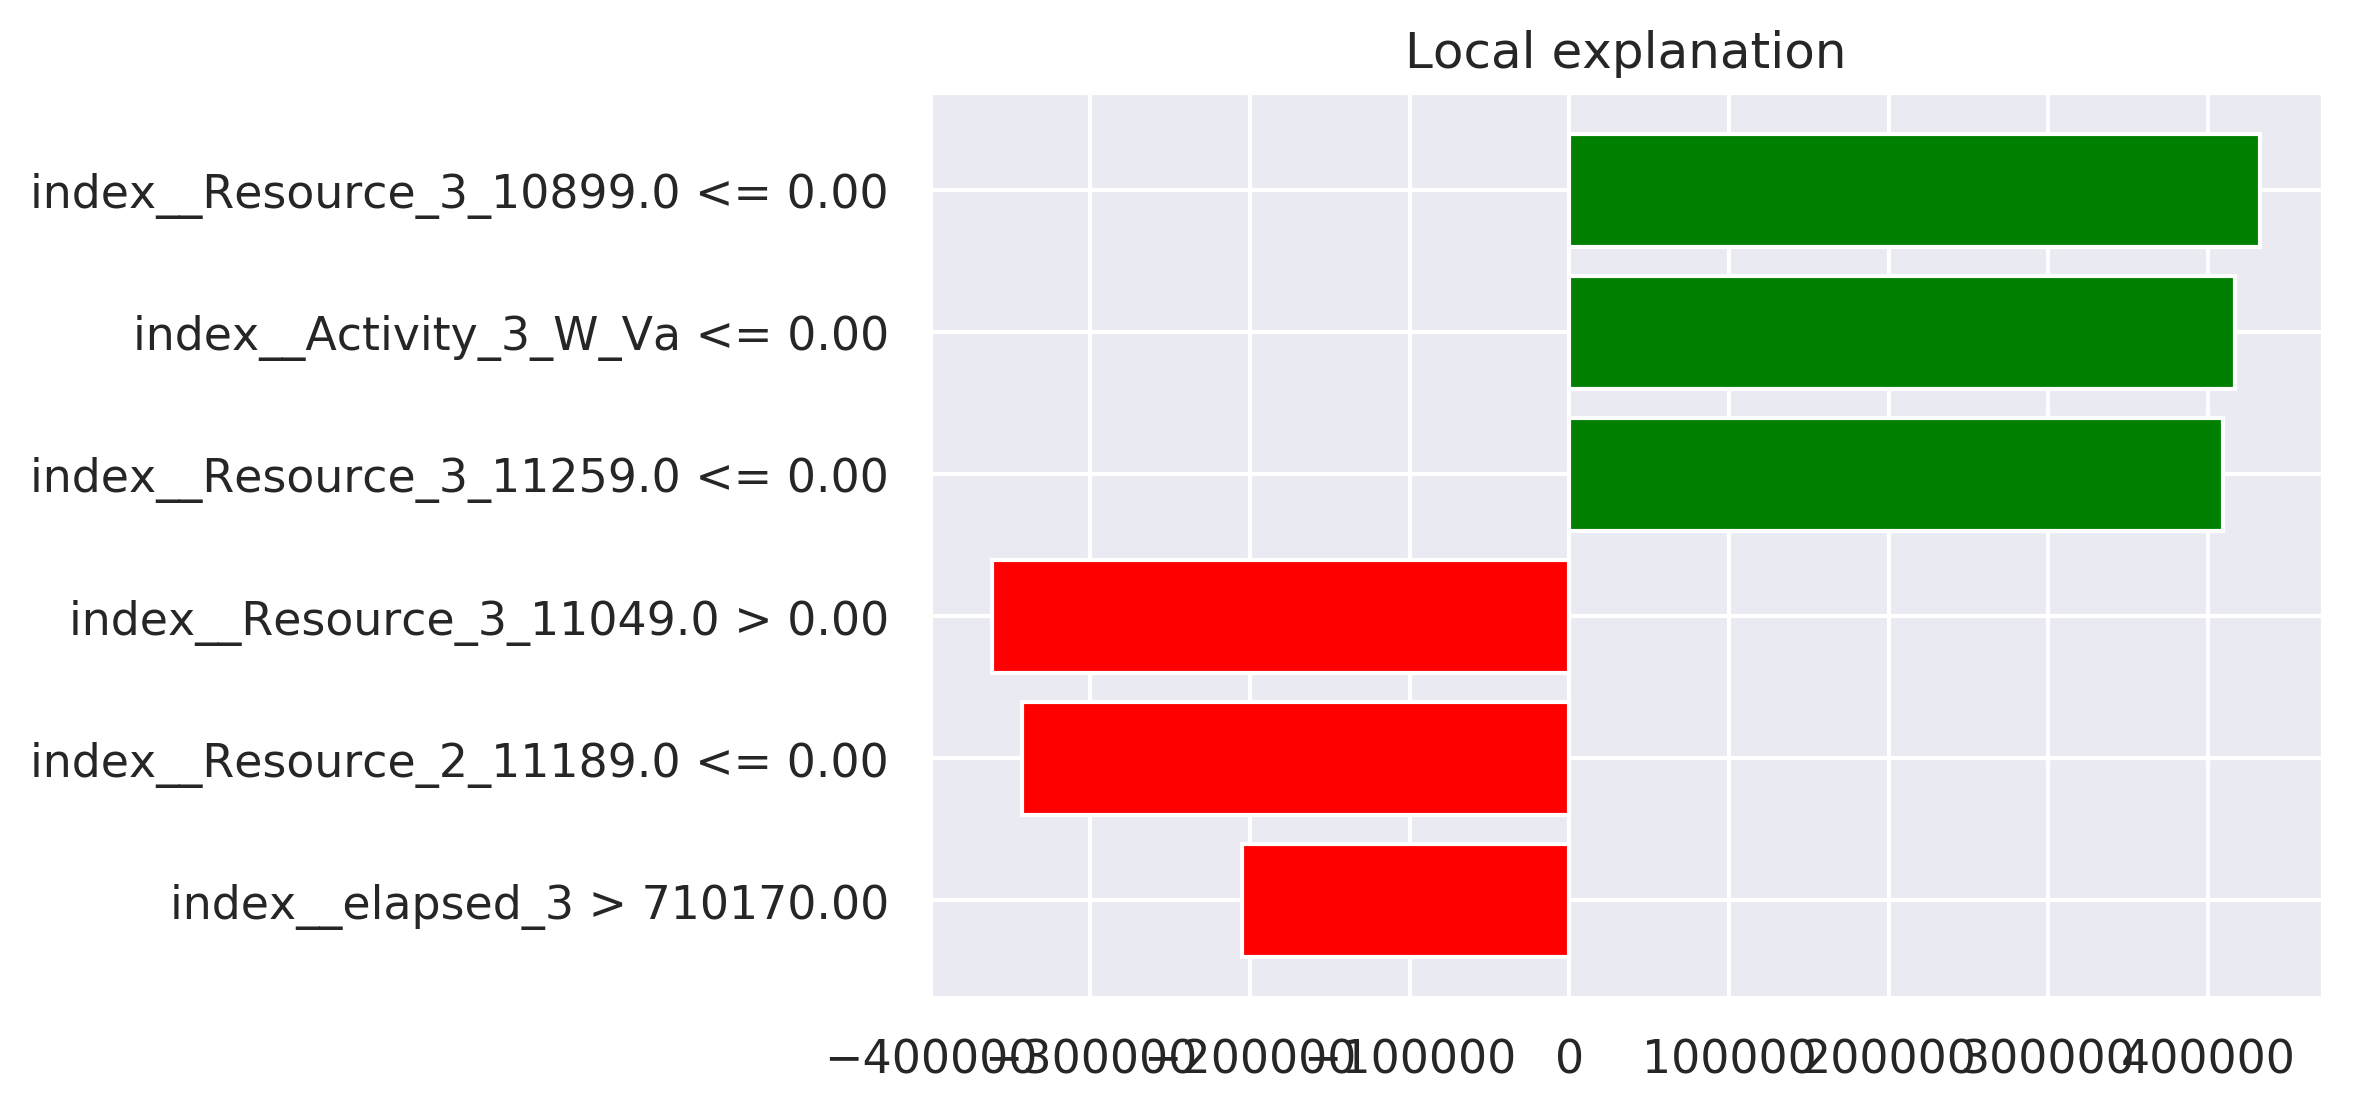 Local explanation
index__Resource_3_10899.0 <= 0.00
index__Activity_3_W_Va <= 0.00
index__Resource_3_11259.0 <= 0.00
index__Resource_3_11049.0 > 0.00
index__Resource_2_11189.0 <= 0.00
index__elapsed_3 > 710170.00
−400000 −300000 −200000 −100000 0 100000 200000 300000 400000